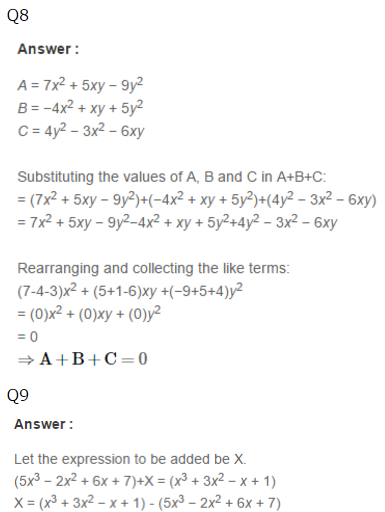 Q8
Answer :
A = 7x² + 5xy – 9y²
B = –4x² + xy + 5y²
C = 4y² – 3x² – 6xy
Substituting the values of A, B and C in A+B+C:
= (7x² + 5xy – 9y²)+(–4x² + xy + 5y²)+(4y² – 3x² – 6xy)
= 7x² + 5xy – 9y²–4x² + xy + 5y²+4y² – 3x² – 6xy
Rearranging and collecting the like terms:
(7-4-3)x² + (5+1-6)xy +(–9+5+4)y²
= (0)x² + (0)xy + (0)y²
= 0
⇒ A + B + C = 0
Q9
Answer :
Let the expression to be added be X.
(5x³ – 2x² + 6x + 7)+X = (x³ + 3x² – x + 1)
X = (x³ + 3x² – x + 1) - (5x³ – 2x² + 6x + 7)